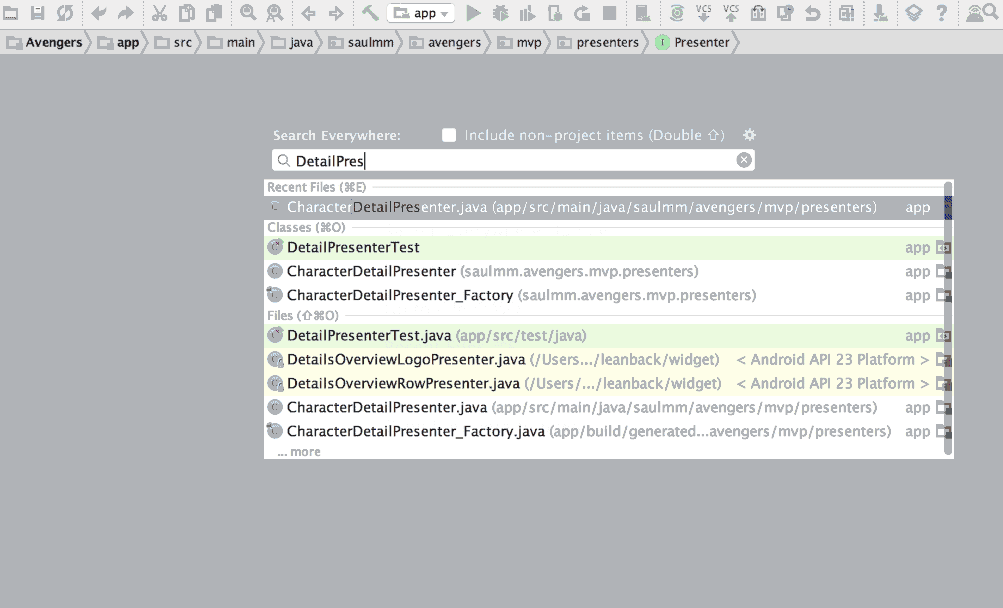 app
VCS VCS
?
Avengers app src main java saulmm avengers mvp presenters I Presenter
Search Everywhere: Include non-project items (Double ⇧)
DetailPres
Recent Files (⌘E)
C CharacterDetailPresenter.java (app/src/main/java/saulmm/avengers/mvp/presenters) app
Classes (⌘O)
C DetailPresenterTest app
C CharacterDetailPresenter (saulmm.avengers.mvp.presenters) app
C CharacterDetailPresenter_Factory (saulmm.avengers.mvp.presenters) app
Files (⇧⌘O)
C DetailPresenterTest.java (app/src/test/java) app
C DetailsOverviewLogoPresenter.java (/Users.../leanback/widget) < Android API 23 Platform >
C DetailsOverviewRowPresenter.java (/Users/.../leanback/widget) < Android API 23 Platform >
C CharacterDetailPresenter.java (app/src/main/java/saulmm/avengers/mvp/presenters) app
C CharacterDetailPresenter_Factory.java (app/build/generated...avengers/mvp/presenters) app
... more